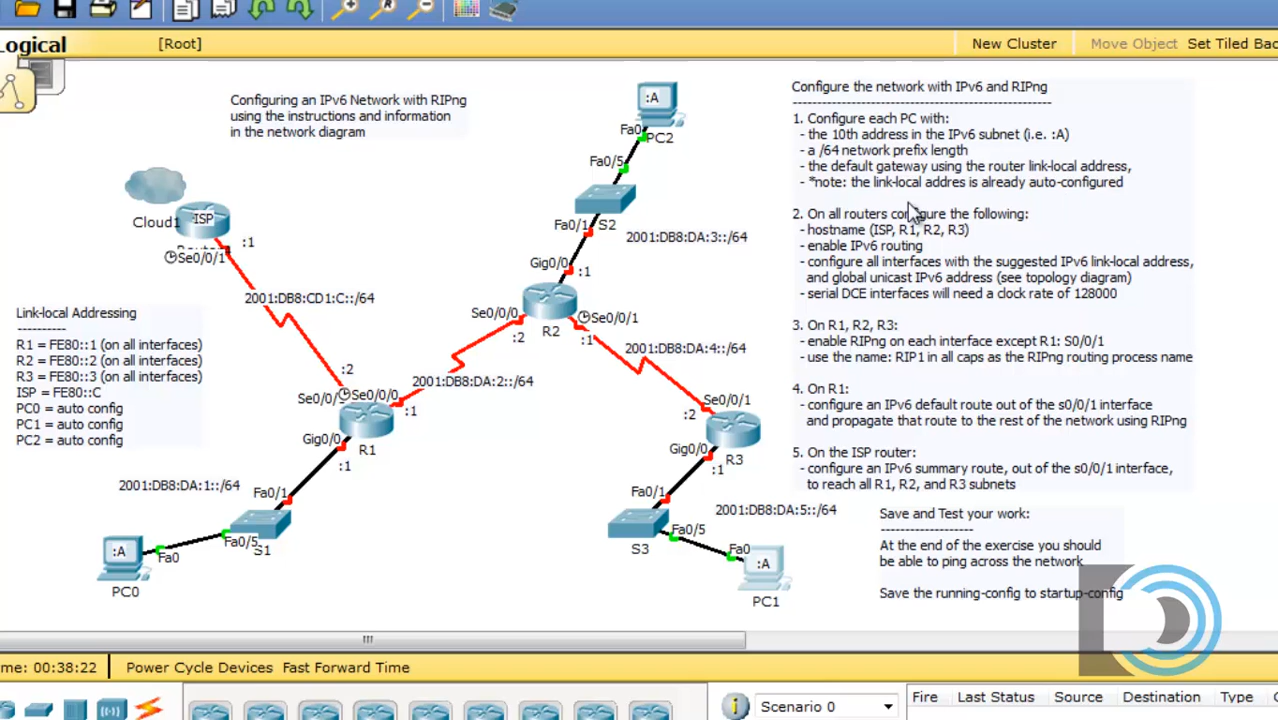 Logical
[Root]
New Cluster
Move Object
Set Tiled Bac
Configuring an IPv6 Network with RIPng
using the instructions and information
in the network diagram
Configure the network with IPv6 and RIPng
-----------------------------------------------
1. Configure each PC with:
- the 10th address in the IPv6 subnet (i.e. :A)
- a /64 network prefix length
- the default gateway using the router link-local address,
- *note: the link-local addres is already auto-configured
2. On all routers configure the following:
- hostname (ISP, R1, R2, R3)
- enable IPv6 routing
- configure all interfaces with the suggested IPv6 link-local address,
and global unicast IPv6 address (see topology diagram)
- serial DCE interfaces will need a clock rate of 128000
3. On R1, R2, R3:
- enable RIPng on each interface except R1: S0/0/1
- use the name: RIP1 in all caps as the RIPng routing process name
4. On R1:
- configure an IPv6 default route out of the s0/0/1 interface
and propagate that route to the rest of the network using RIPng
5. On the ISP router:
- configure an IPv6 summary route, out of the s0/0/1 interface,
to reach all R1, R2, and R3 subnets
Save and Test your work:
-------------------
At the end of the exercise you should
be able to ping across the network
Save the running-config to startup-config
:A
Fa0
PC2
Fa0/5
S2
Fa0/1
2001:DB8:DA:3::/64
Gig0/0
:1
Cloud1
ISP
:1
Se0/0/1
2001:DB8:CD1:C::/64
Se0/0/0
R2
Se0/0/1
:2
:1
2001:DB8:DA:4::/64
2001:DB8:DA:2::/64
Link-local Addressing
----------
R1 = FE80::1 (on all interfaces)
R2 = FE80::2 (on all interfaces)
R3 = FE80::3 (on all interfaces)
ISP = FE80::C
PC0 = auto config
PC1 = auto config
PC2 = auto config
:2
Se0/0/
Se0/0/0
:1
Gig0/0
R1
:1
2001:DB8:DA:1::/64
Fa0/1
Fa0/5
S1
:A
Fa0
PC0
Se0/0/1
:2
Gig0/0
R3
:1
Fa0/1
2001:DB8:DA:5::/64
S3
Fa0/5
Fa0
:A
PC1
me: 00:38:22
Power Cycle Devices
Fast Forward Time
Scenario 0
Fire
Last Status
Source
Destination
Type